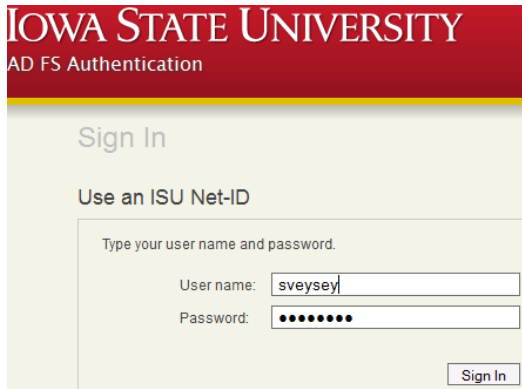 IOWA STATE UNIVERSITY
AD FS Authentication
Sign In
Use an ISU Net-ID
Type your user name and password.
User name: sveysey
Password: ●●●●●●●●
Sign In